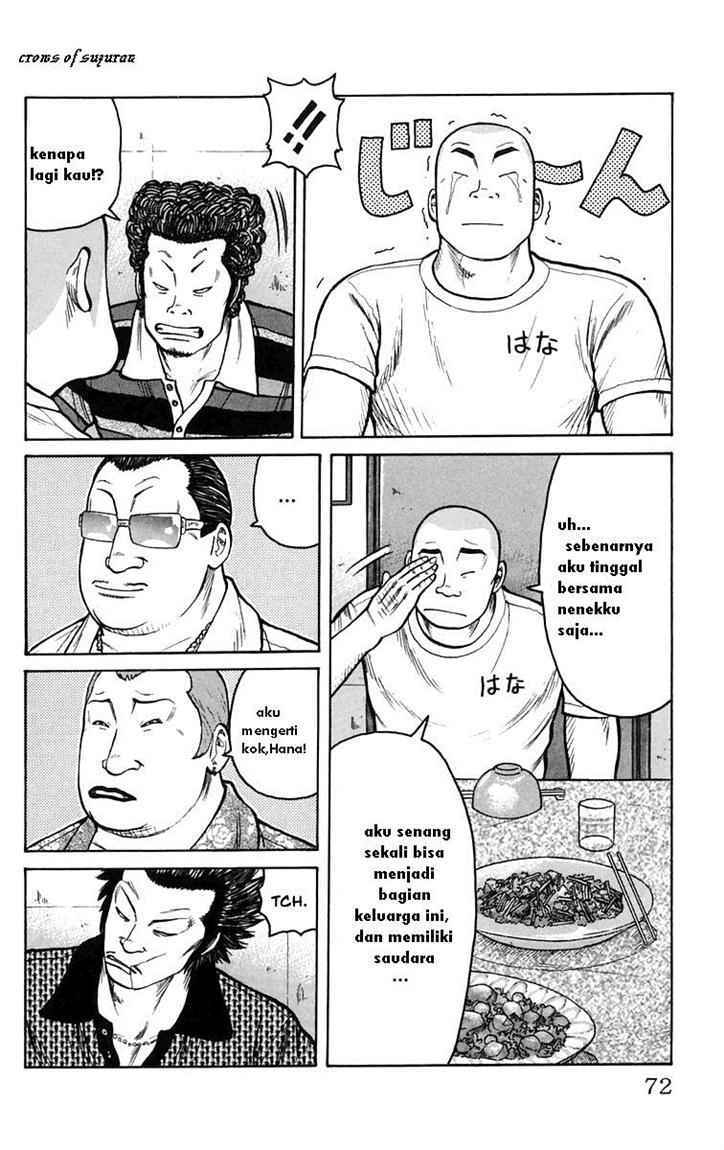 crows of suzuran
!!
じーーん
はな
kenapa
lagi kau!?
uh...
sebenarnya
aku tinggal
bersama
nenekku
saja...
はな
aku senang
sekali bisa
menjadi
bagian
keluarga ini,
dan memiliki
saudara
...
...
aku
mengerti
kok,Hana!
TCH.
72